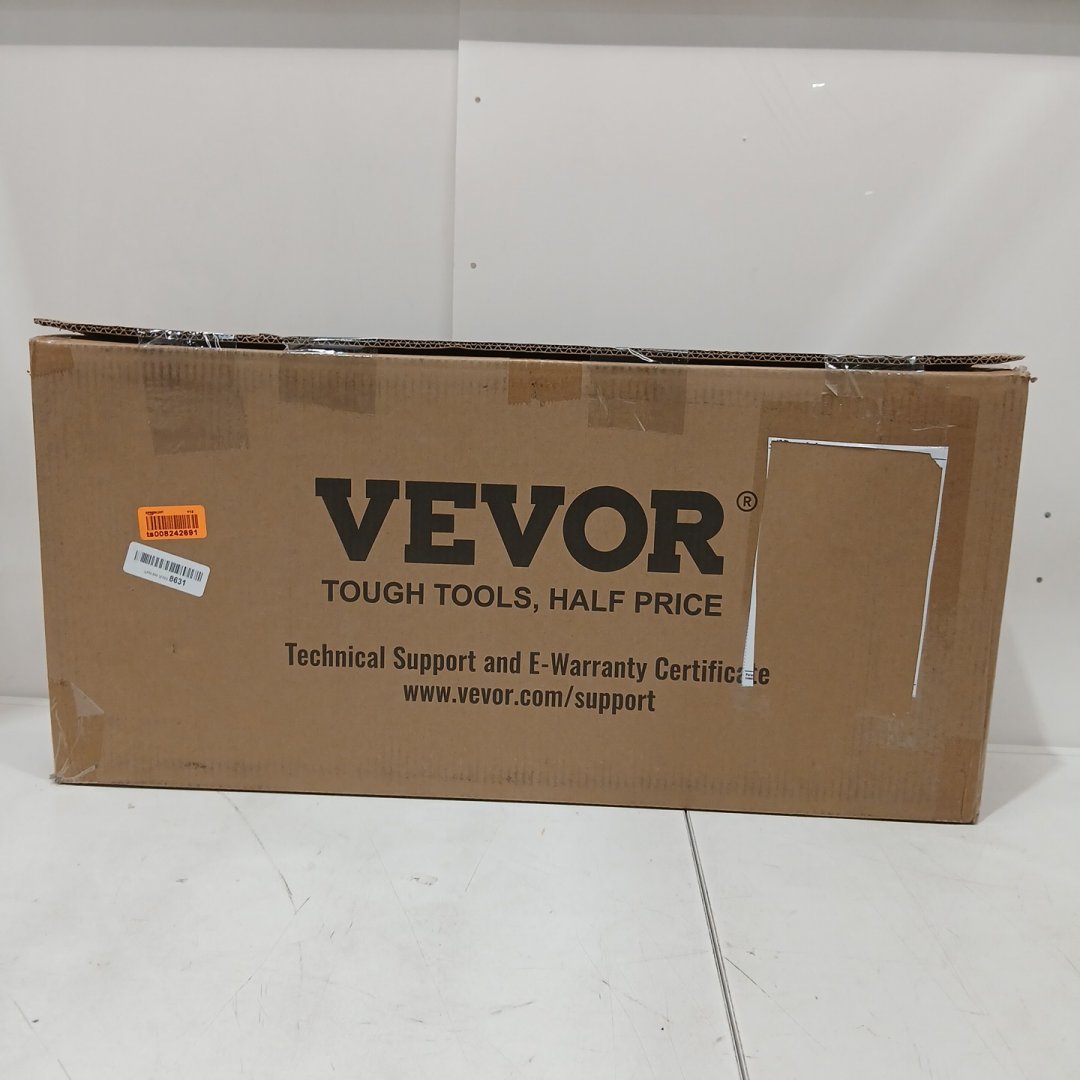 VEVOR®
TOUGH TOOLS, HALF PRICE
Technical Support and E-Warranty Certificate
www.vevor.com/support
ts008242691
8631